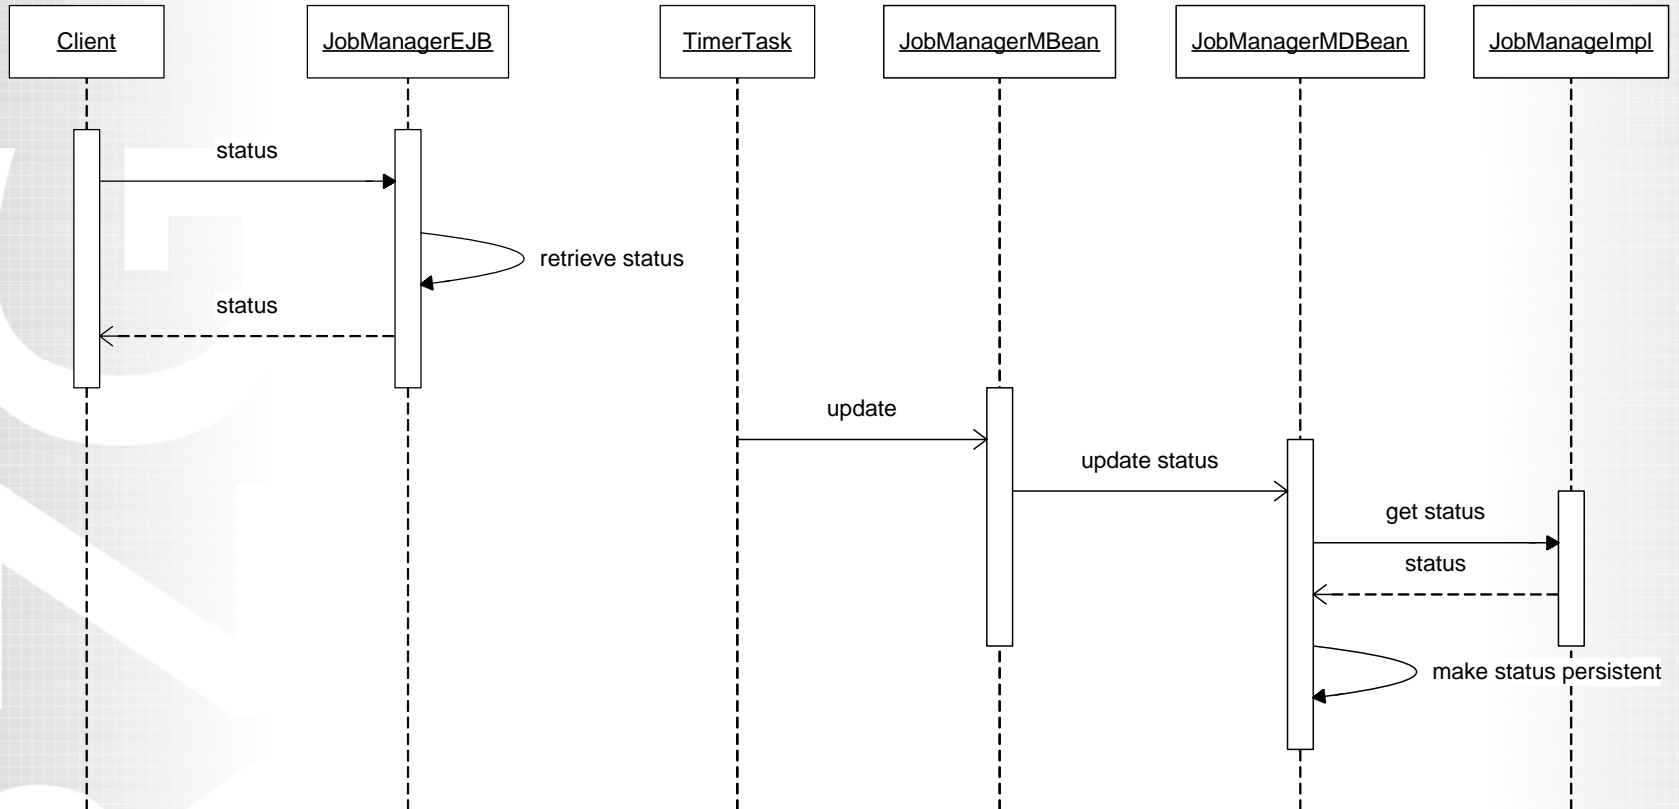 Client
JobManagerEJB
TimerTask
JobManagerMBean
JobManagerMDBean
JobManageImpl
status
retrieve status
status
update
update status
get status
status
make status persistent